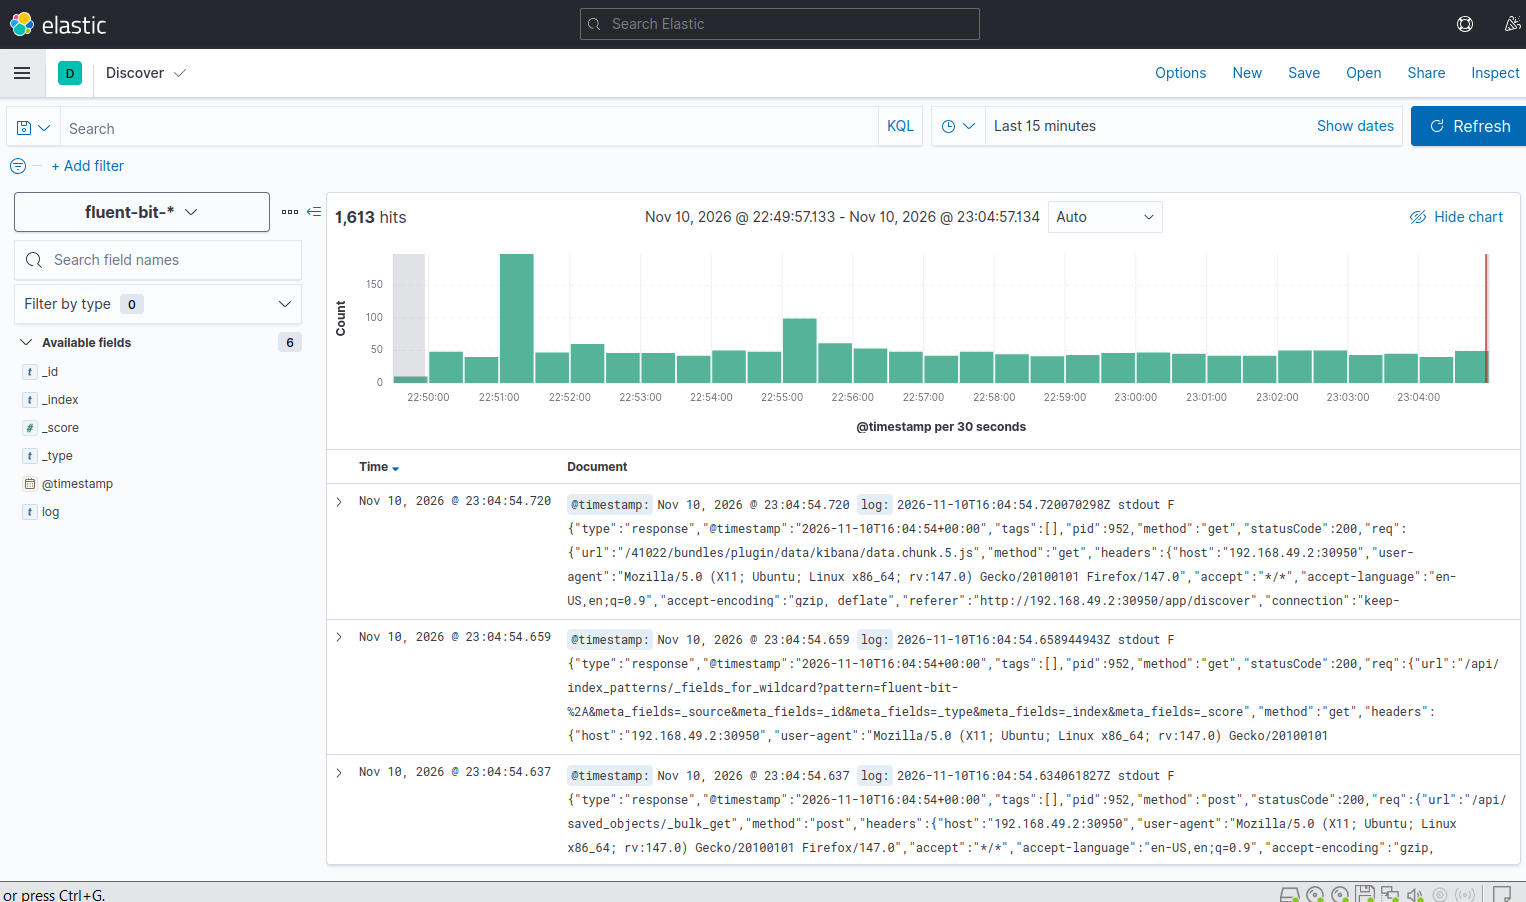 elastic
Search Elastic
D
Discover
Options
New
Save
Open
Share
Inspect
Search
KQL
Last 15 minutes
Show dates
Refresh
+ Add filter
fluent-bit-*
Search field names
Filter by type 0
Available fields 6
t _id
t _index
# _score
t _type
@timestamp
t log
1,613 hits
Nov 10, 2026 @ 22:49:57.133 - Nov 10, 2026 @ 23:04:57.134
Auto
Hide chart
150
100
50
0
Count
22:50:00 22:51:00 22:52:00 22:53:00 22:54:00 22:55:00 22:56:00 22:57:00 22:58:00 22:59:00 23:00:00 23:01:00 23:02:00 23:03:00 23:04:00
@timestamp per 30 seconds
Time Document
Nov 10, 2026 @ 23:04:54.720
@timestamp: Nov 10, 2026 @ 23:04:54.720 log: 2026-11-10T16:04:54.720070298Z stdout F
{"type":"response","@timestamp":"2026-11-10T16:04:54+00:00","tags":[],"pid":952,"method":"get","statusCode":200,"req":
{"url":"/41022/bundles/plugin/data/kibana/data.chunk.5.js","method":"get","headers":{"host":"192.168.49.2:30950","user-
agent":"Mozilla/5.0 (X11; Ubuntu; Linux x86_64; rv:147.0) Gecko/20100101 Firefox/147.0","accept":"*/*","accept-language":"en-
US,en;q=0.9","accept-encoding":"gzip, deflate","referer":"http://192.168.49.2:30950/app/discover","connection":"keep-
Nov 10, 2026 @ 23:04:54.659
@timestamp: Nov 10, 2026 @ 23:04:54.659 log: 2026-11-10T16:04:54.658944943Z stdout F
{"type":"response","@timestamp":"2026-11-10T16:04:54+00:00","tags":[],"pid":952,"method":"get","statusCode":200,"req":{"url":"/api/
index_patterns/_fields_for_wildcard?pattern=fluent-bit-
%2A&meta_fields=_source&meta_fields=_id&meta_fields=_type&meta_fields=_index&meta_fields=_score","method":"get","headers":
{"host":"192.168.49.2:30950","user-agent":"Mozilla/5.0 (X11; Ubuntu; Linux x86_64; rv:147.0) Gecko/20100101
Nov 10, 2026 @ 23:04:54.637
@timestamp: Nov 10, 2026 @ 23:04:54.637 log: 2026-11-10T16:04:54.634061827Z stdout F
{"type":"response","@timestamp":"2026-11-10T16:04:54+00:00","tags":[],"pid":952,"method":"post","statusCode":200,"req":{"url":"/api/
saved_objects/_bulk_get","method":"post","headers":{"host":"192.168.49.2:30950","user-agent":"Mozilla/5.0 (X11; Ubuntu; Linux
x86_64; rv:147.0) Gecko/20100101 Firefox/147.0","accept":"*/*","accept-language":"en-US,en;q=0.9","accept-encoding":"gzip,
or press Ctrl+G.